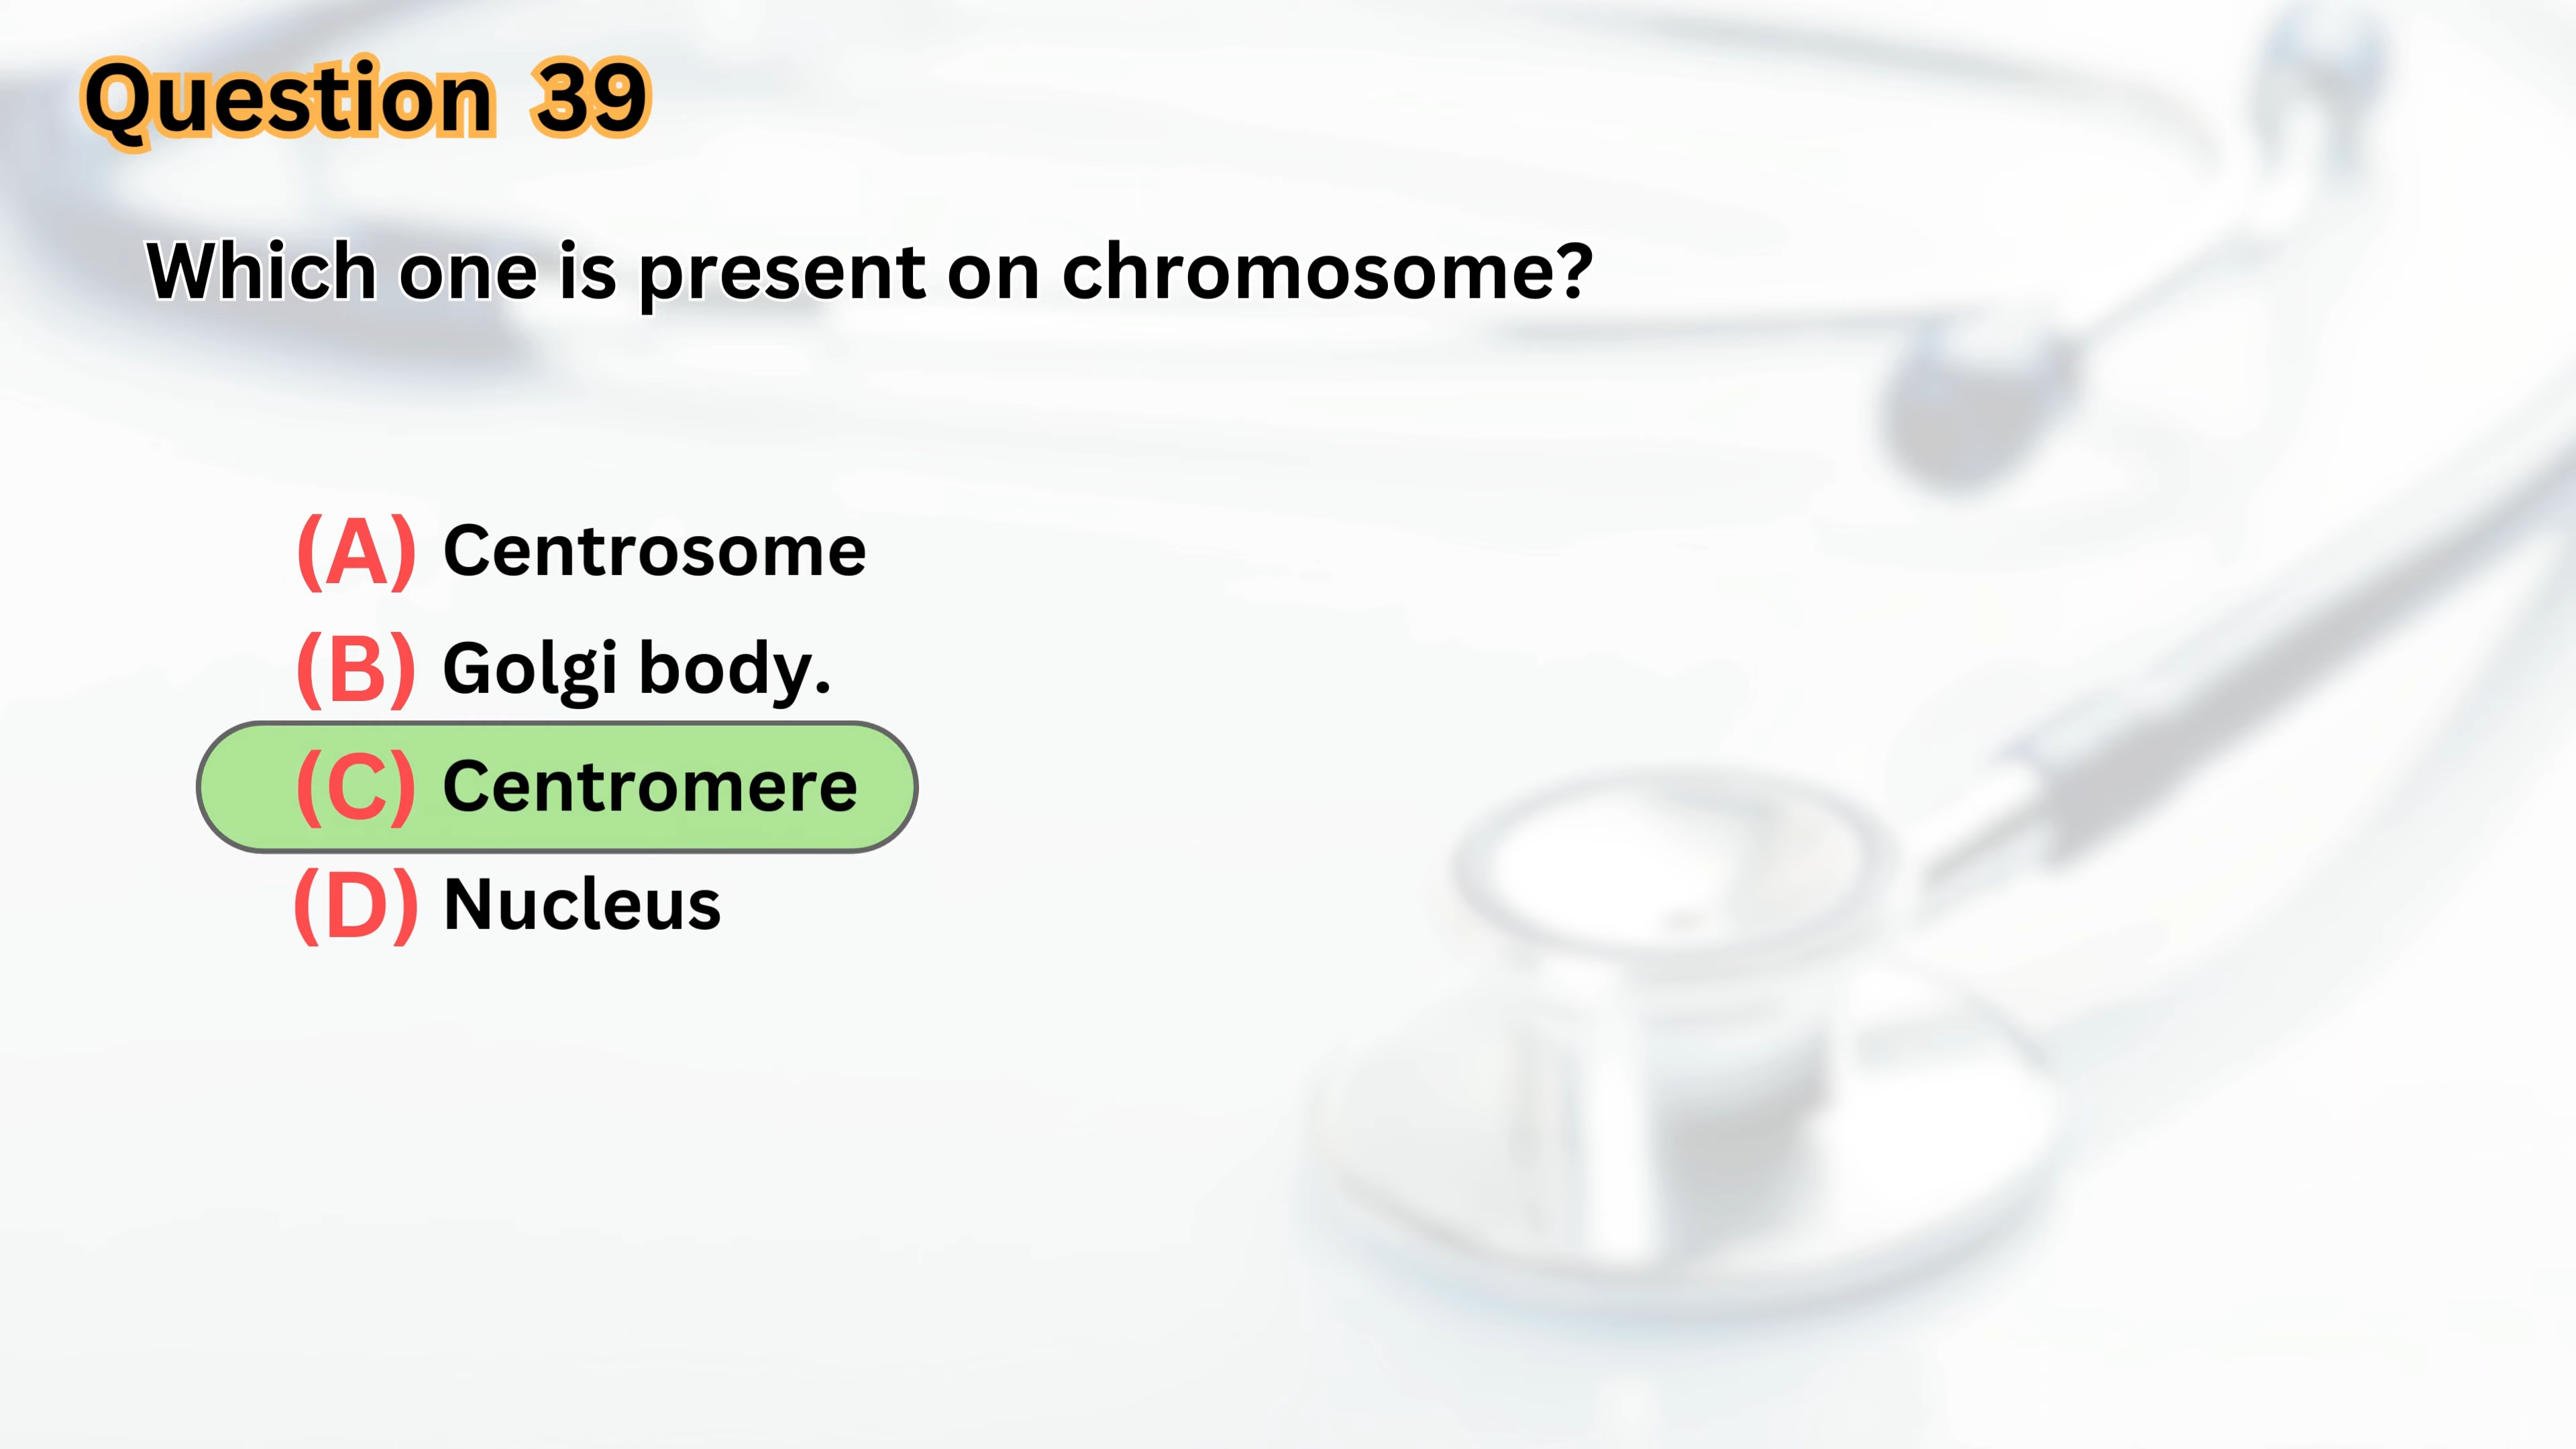 Question 39
Which one is present on chromosome?
(A) Centrosome
(B) Golgi body.
(C) Centromere
(D) Nucleus